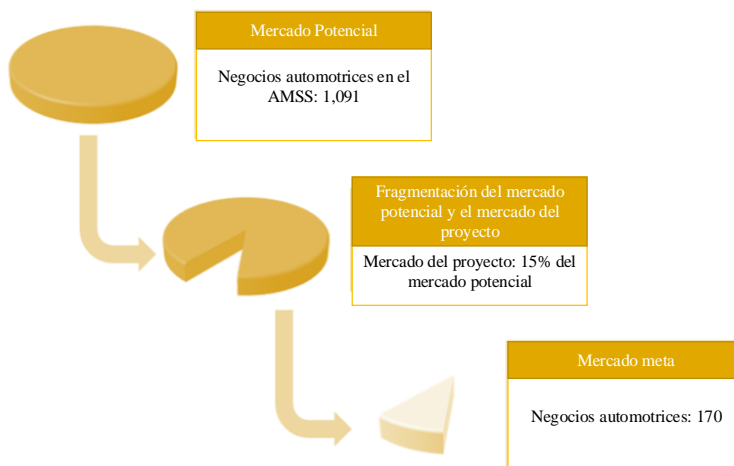 Mercado Potencial
Negocios automotrices en el
AMSS: 1,091
Fragmentación del mercado
potencial y el mercado del
proyecto
Mercado del proyecto: 15% del
mercado potencial
Mercado meta
Negocios automotrices: 170